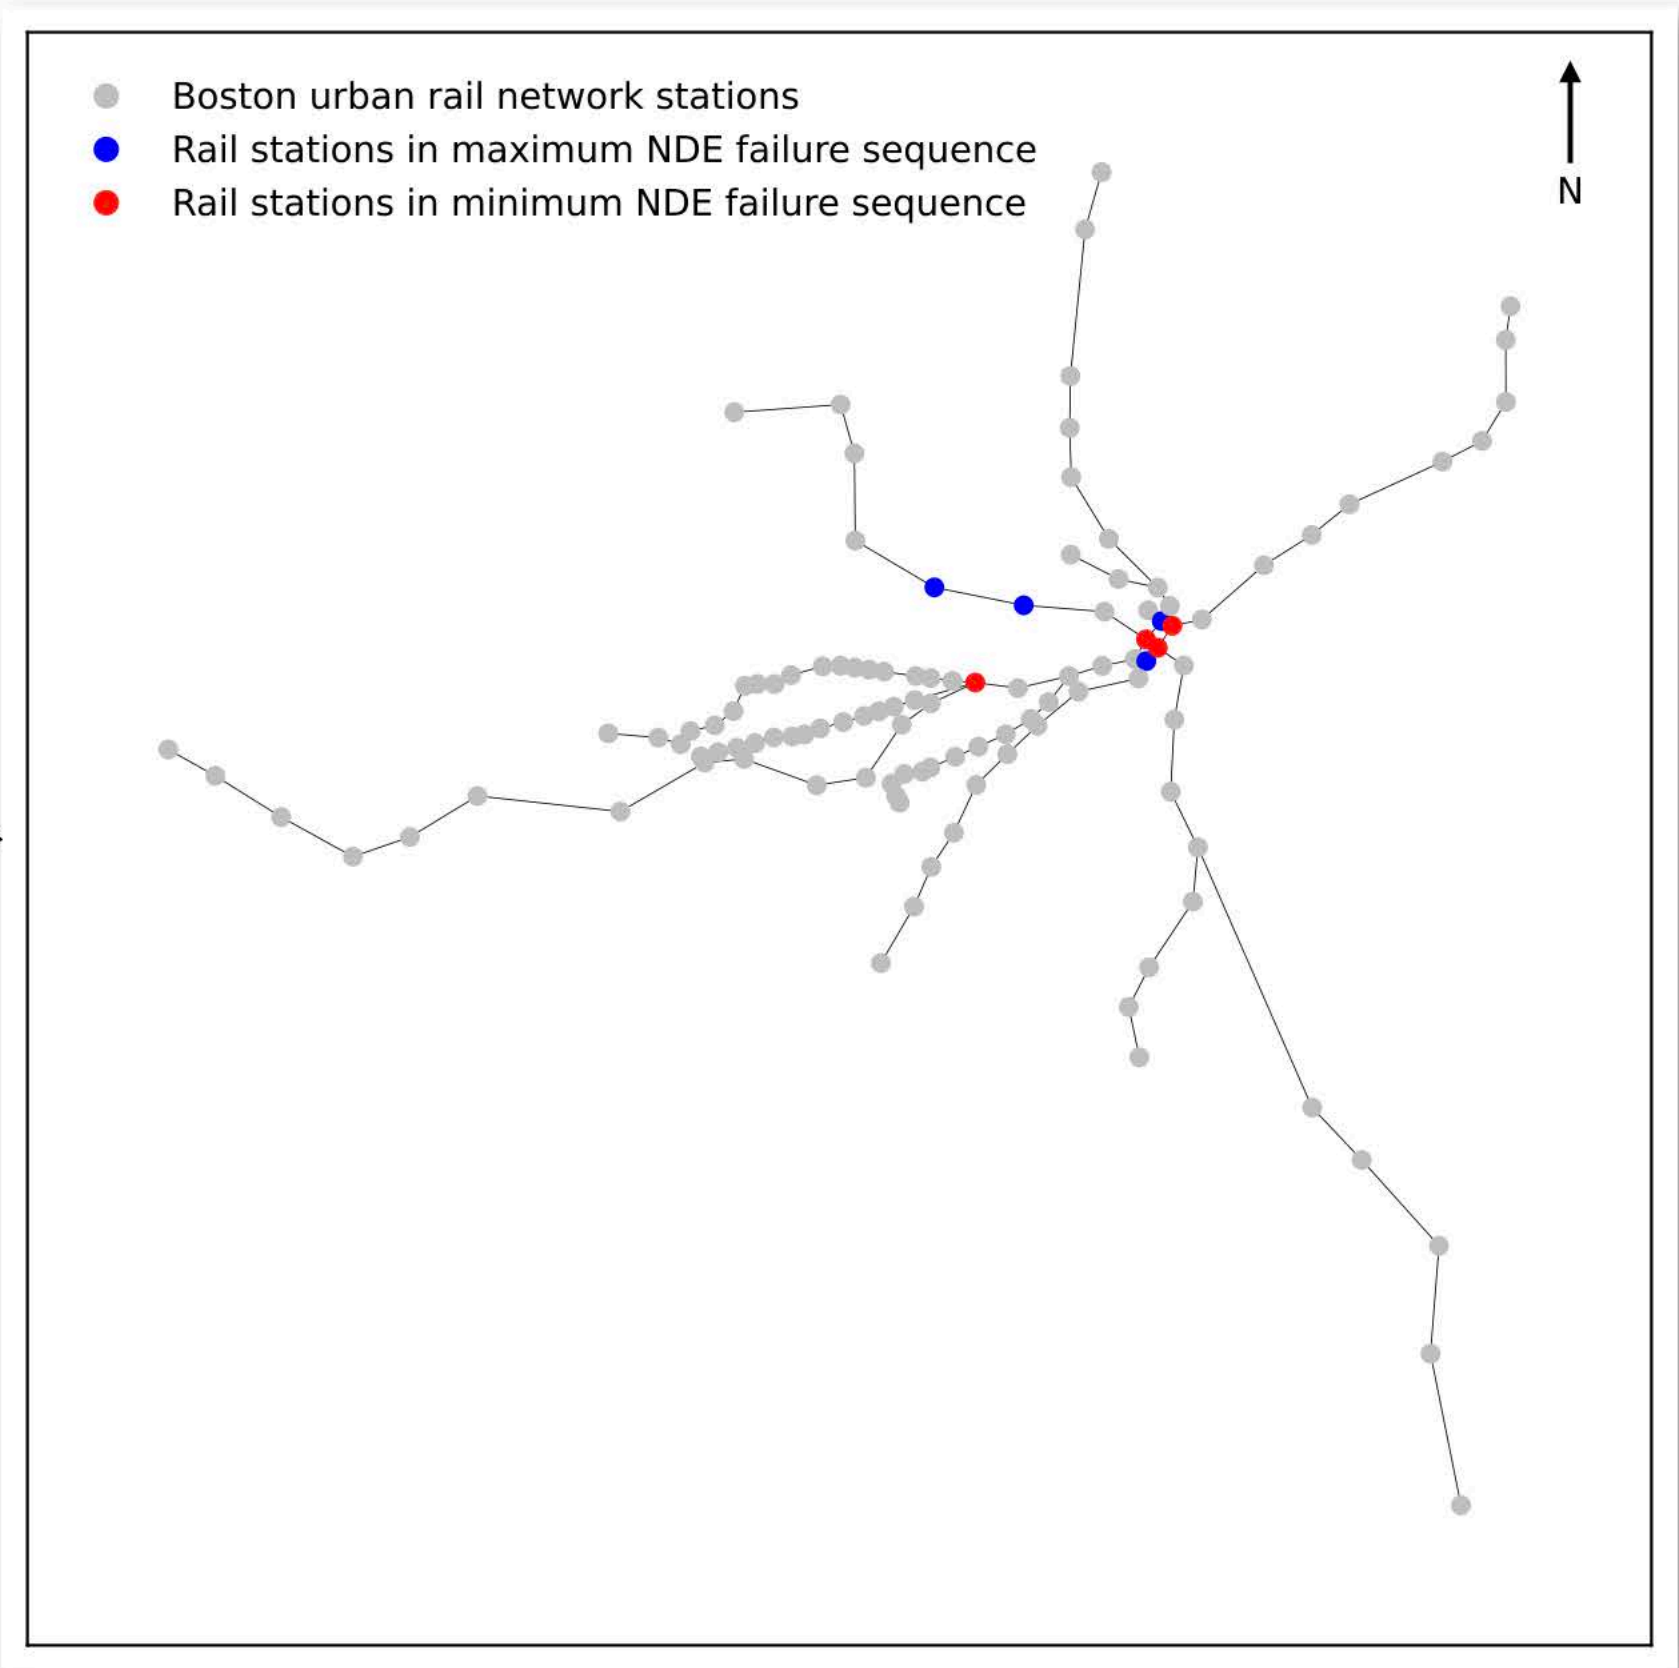 Boston urban rail network stations
Rail stations in maximum NDE failure sequence
Rail stations in minimum NDE failure sequence
N